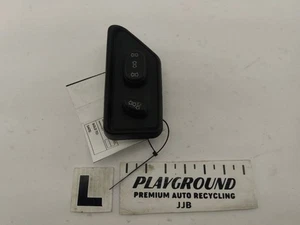 L
PLAYGROUND
PREMIUM AUTO RECYCLING
JJB